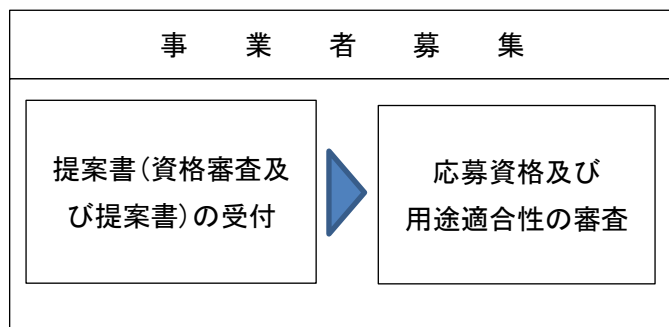 事業者募集
提案書(資格審査及
び提案書)の受付
応募資格及び
用途適合性の審査